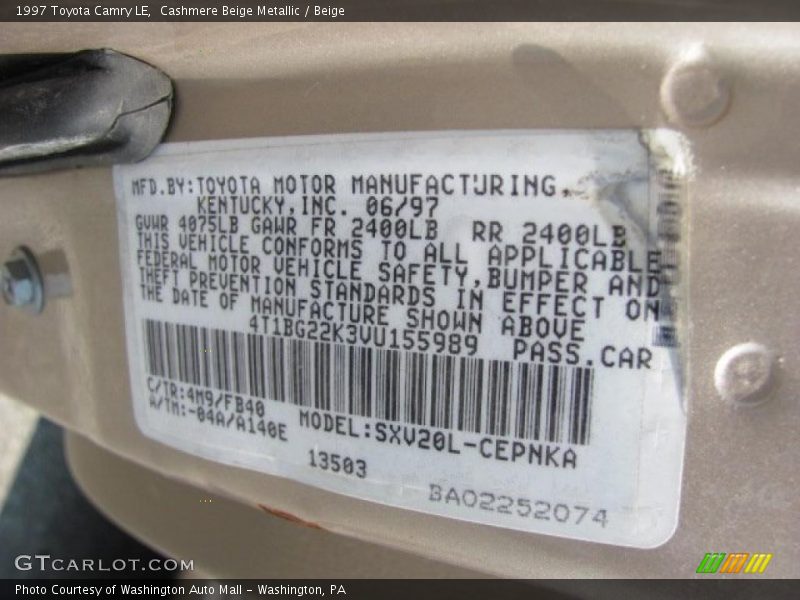 1997 Toyota Camry LE, Cashmere Beige Metallic / Beige
MFD.BY:TOYOTA MOTOR MANUFACTURING,
KENTUCKY,INC. 06/97
GVWR 4075LB GAWR FR 2400LB RR 2400LB
THIS VEHICLE CONFORMS TO ALL APPLICABLE
FEDERAL MOTOR VEHICLE SAFETY,BUMPER AND
THEFT PREVENTION STANDARDS IN EFFECT ON
THE DATE OF MANUFACTURE SHOWN ABOVE
4T1BG22K3VU155989 PASS.CAR
C/TR:4M9/FB40
A/TM:-04A/A140E
MODEL:SXV20L-CEPNKA
13503
BA02252074
GTCARLOT.COM
Photo Courtesy of Washington Auto Mall - Washington, PA